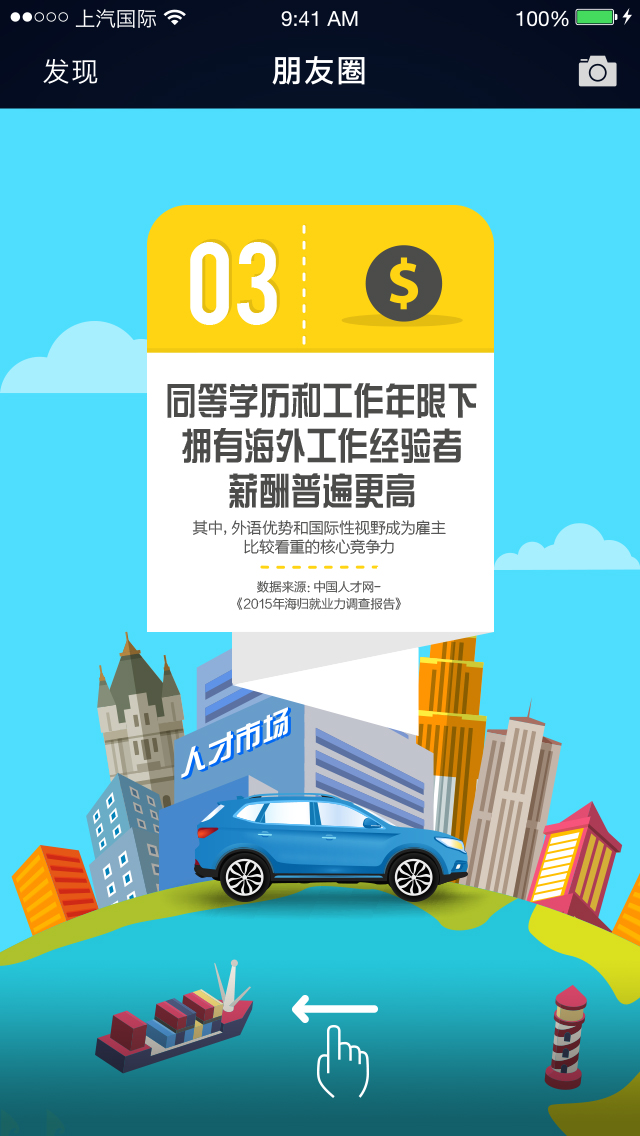 上汽国际
9:41 AM
100%
发现
朋友圈
03
$
同等学历和工作年限下
拥有海外工作经验者
薪酬普遍更高
其中,外语优势和国际性视野成为雇主
比较看重的核心竞争力
数据来源:中国人才网-
《2015年海归就业力调查报告》
人才市场